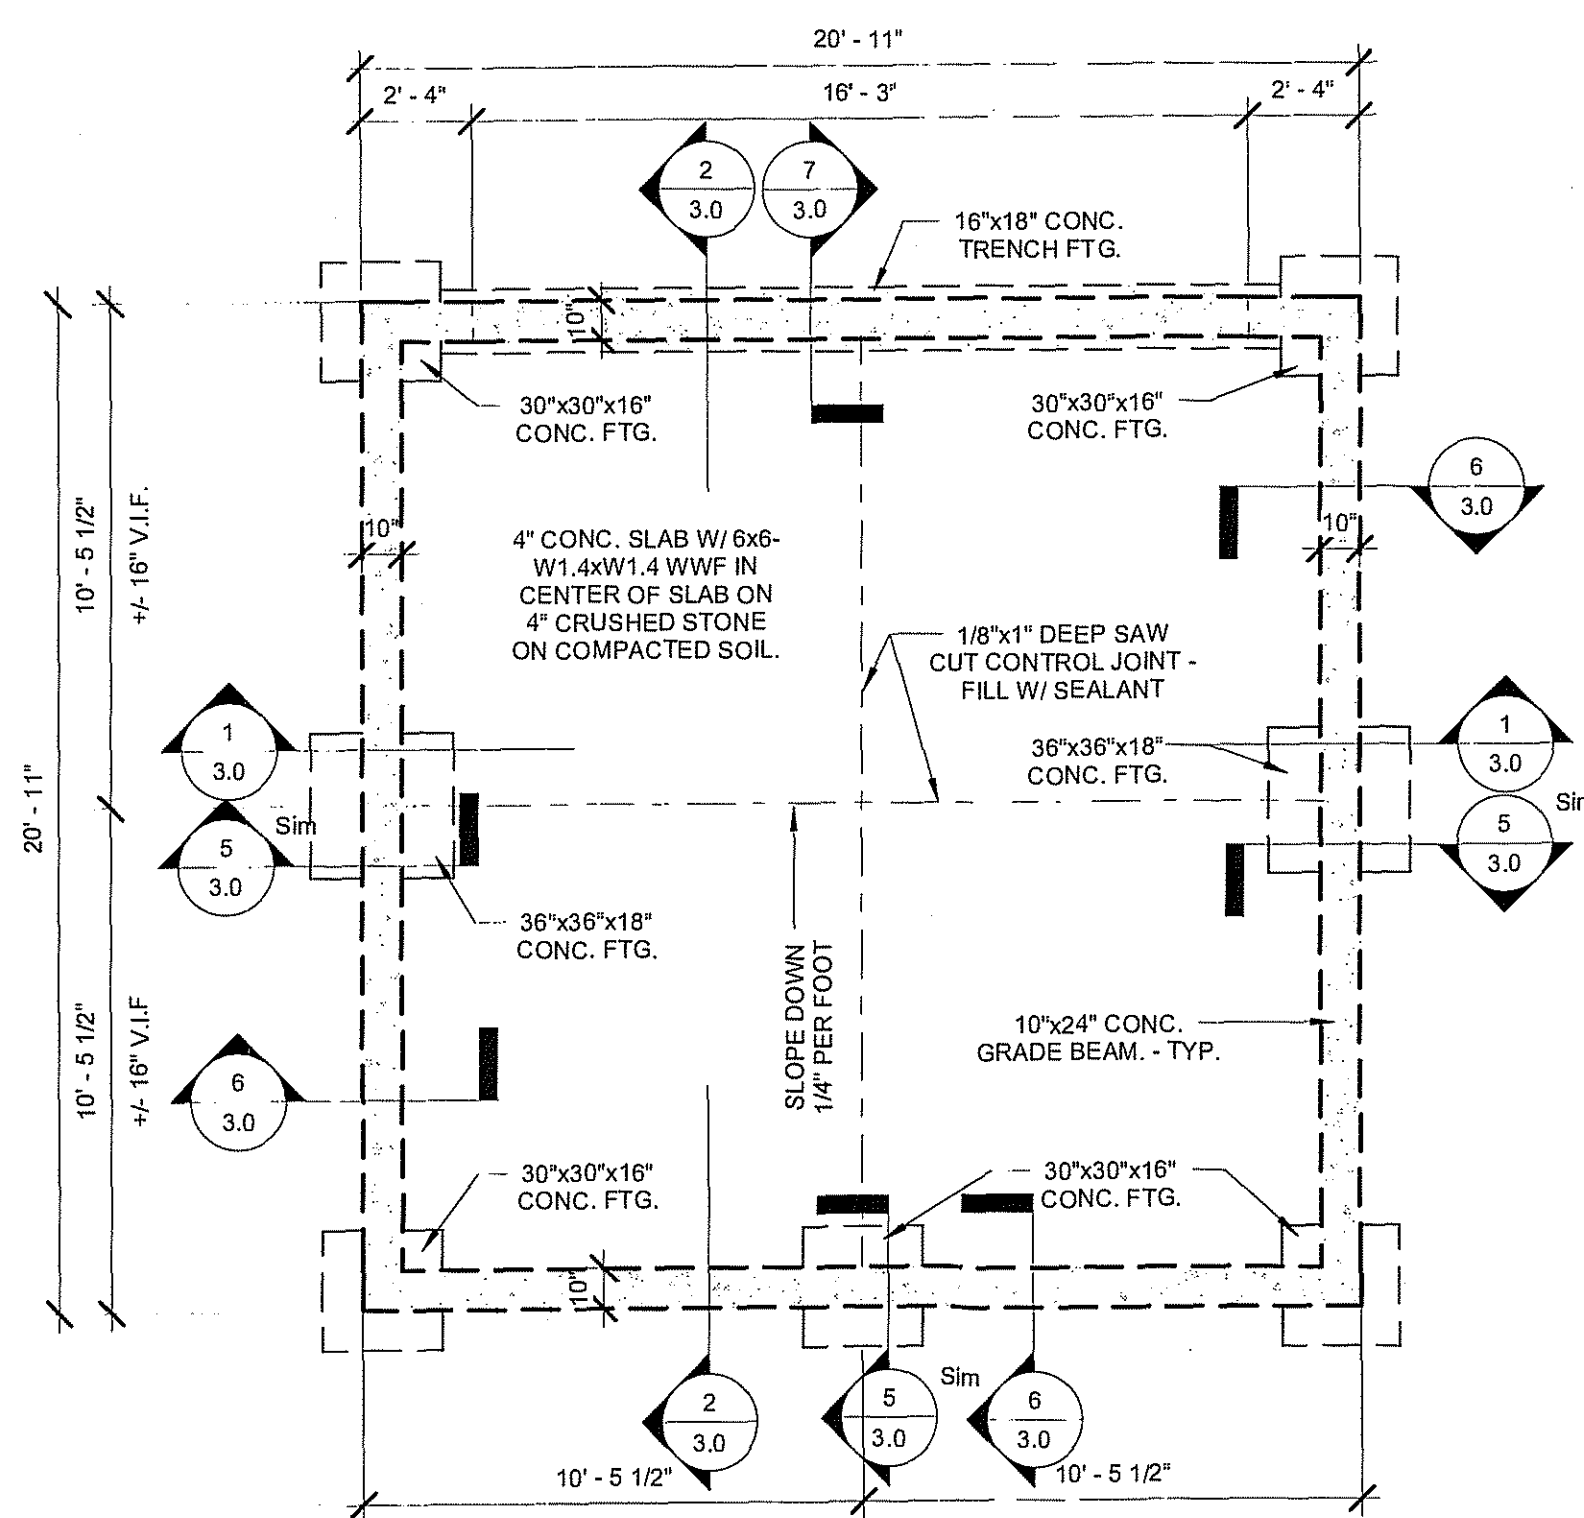 20' - 11"
2' - 4"
16' - 3"
2' - 4"
2
3.0
7
3.0
16"x18" CONC.
TRENCH FTG.
10"
30"x30"x16"
CONC. FTG.
30"x30"x16"
CONC. FTG.
6
3.0
10' - 5 1/2"
+/- 16" V.I.F.
10"
10"
4" CONC. SLAB W/ 6x6-
W1.4xW1.4 WWF IN
CENTER OF SLAB ON
4" CRUSHED STONE
ON COMPACTED SOIL.
1/8"x1" DEEP SAW
CUT CONTROL JOINT -
FILL W/ SEALANT
1
3.0
36"x36"x18"
CONC. FTG.
1
3.0
20' - 11"
Sim
5
3.0
5
3.0
36"x36"x18"
CONC. FTG.
SLOPE DOWN
1/4" PER FOOT
10' - 5 1/2"
+/- 16" V.I.F
10"x24" CONC.
GRADE BEAM. - TYP.
6
3.0
30"x30"x16"
CONC. FTG.
30"x30"x16"
CONC. FTG.
10"
2
3.0
5
3.0
Sim
6
3.0
10' - 5 1/2"
10' - 5 1/2"